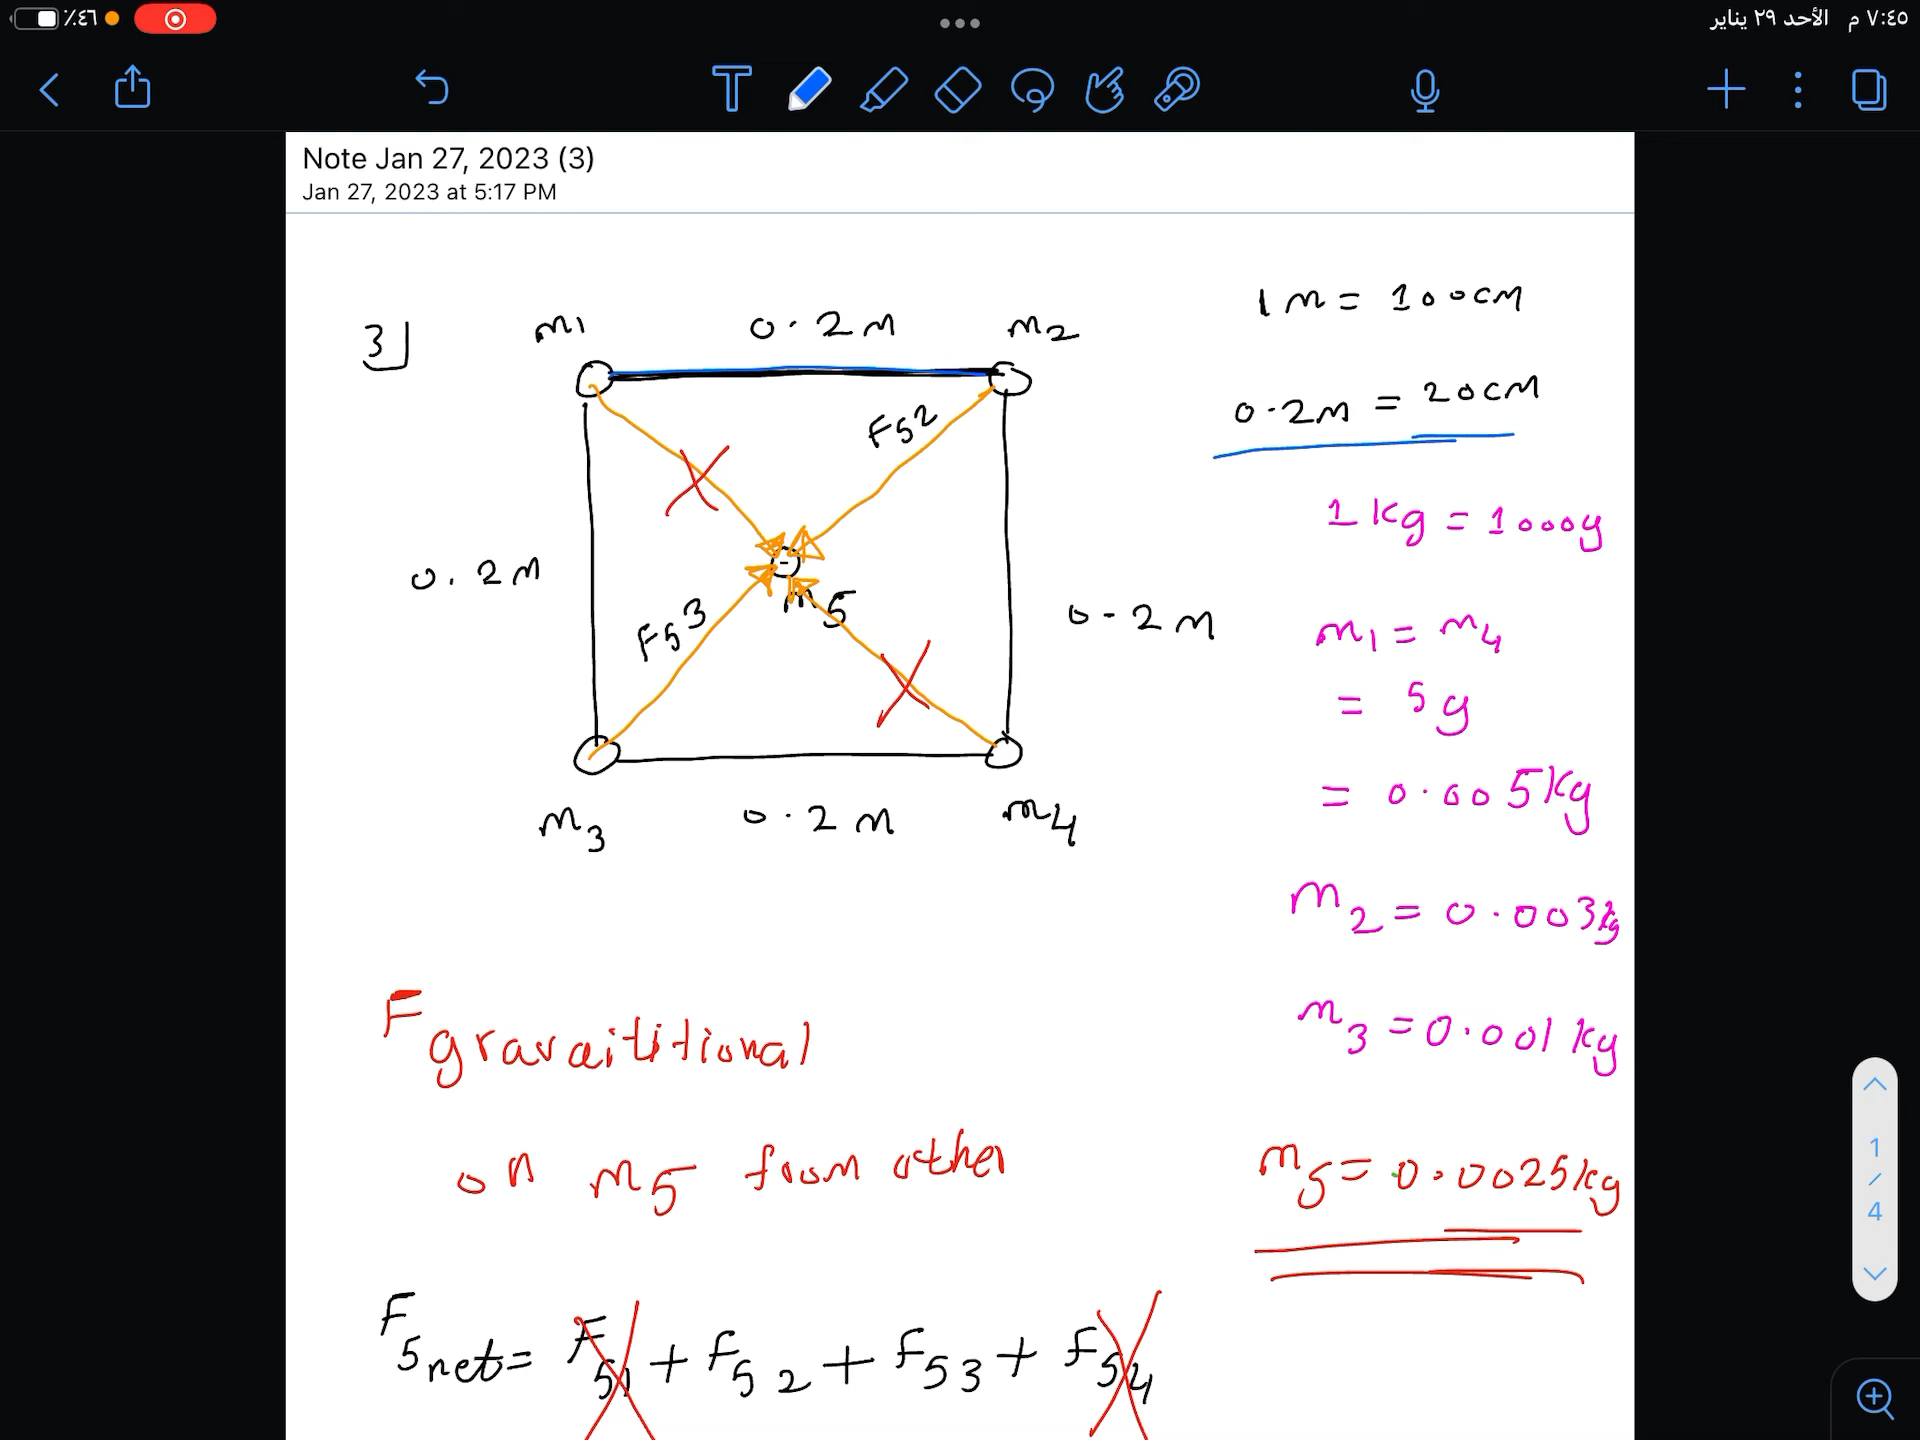 ٪٤٦
٧:٤٥ م الأحد ٢٩ يناير
T
Note Jan 27, 2023 (3)
Jan 27, 2023 at 5:17 PM
3]
m1 0.2m m2
1m = 100cm
0.2m = 20cm
F52
1kg = 1000g
0.2m
m5
F53
0.2m
m1 = m4
= 5g
= 0.005kg
m3 0.2m m4
m2 = 0.003kg
F gravaititional
m3 = 0.001kg
on m5 from other
m5 = 0.0025kg
F5net = F51 + F52 + F53 + F54
1
/
4